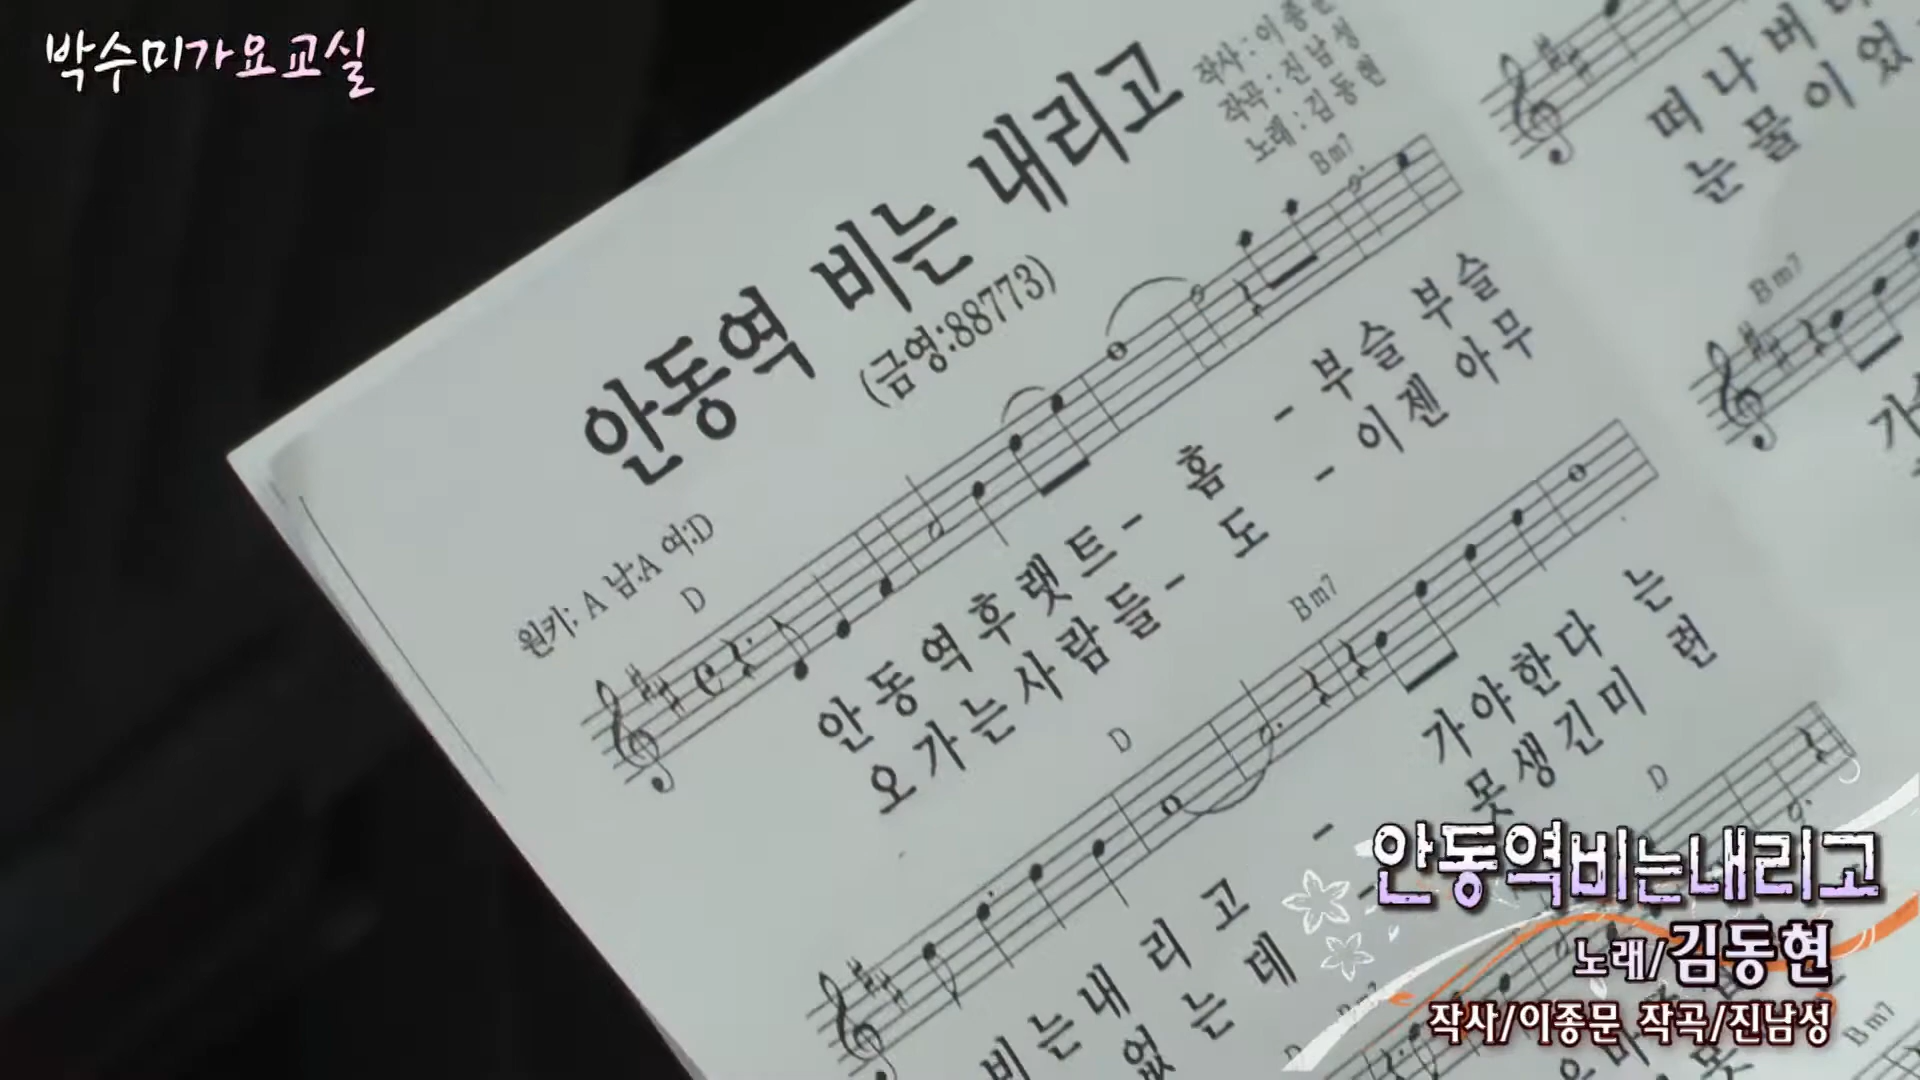 박수미가요교실
안동역 비는 내리고
(금영:88773)
작사 : 이종문
작곡 : 진남성
노래 : 김동현
원키: A 남:A 여:D
D
Bm7
안동역후랫트- 홈 - 부슬부슬
오가는사람들- 도 - 이젠아무
D
Bm7
비는내리고 - 가야한다는
없는데 - 못생긴미련
D
떠나버
눈물이었
Bm7
가
Bm7
안동역비는내리고
노래/김동현
작사/이종문 작곡/진남성